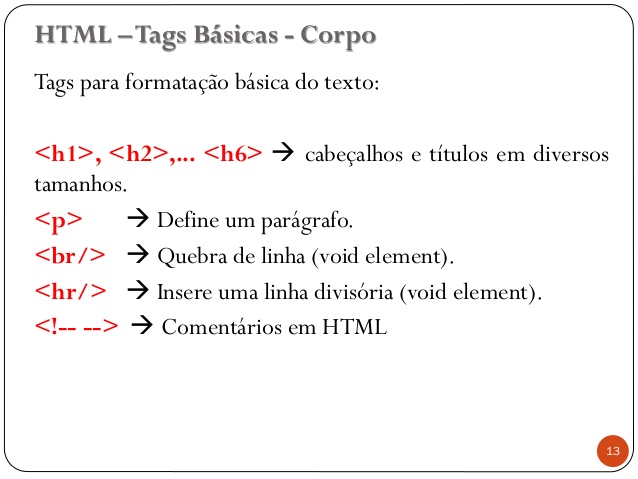 HTML –Tags Básicas - Corpo
Tags para formatação básica do texto:
<h1>, <h2>,... <h6> → cabeçalhos e títulos em diversos
tamanhos.
<p> → Define um parágrafo.
<br/> → Quebra de linha (void element).
<hr/> → Insere uma linha divisória (void element).
<!-- --> → Comentários em HTML
13